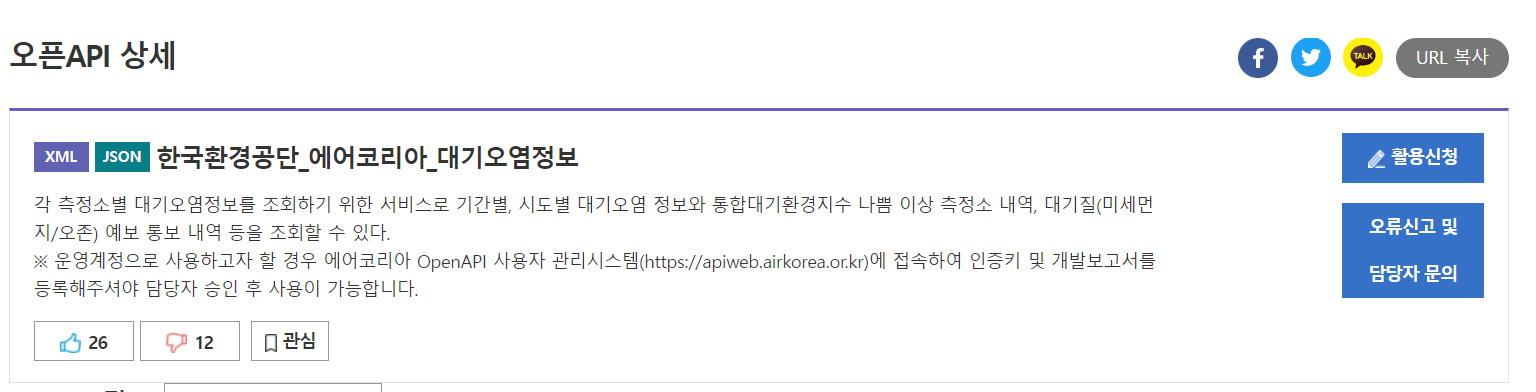 오픈API 상세
TALK
URL 복사
XML JSON 한국환경공단_에어코리아_대기오염정보
활용신청
각 측정소별 대기오염정보를 조회하기 위한 서비스로 기간별, 시도별 대기오염 정보와 통합대기환경지수 나쁨 이상 측정소 내역, 대기질(미세먼
지/오존) 예보 통보 내역 등을 조회할 수 있다.
※ 운영계정으로 사용하고자 할 경우 에어코리아 OpenAPI 사용자 관리시스템(https://apiweb.airkorea.or.kr)에 접속하여 인증키 및 개발보고서를
등록해주셔야 담당자 승인 후 사용이 가능합니다.
오류신고 및
담당자 문의
26
12
관심